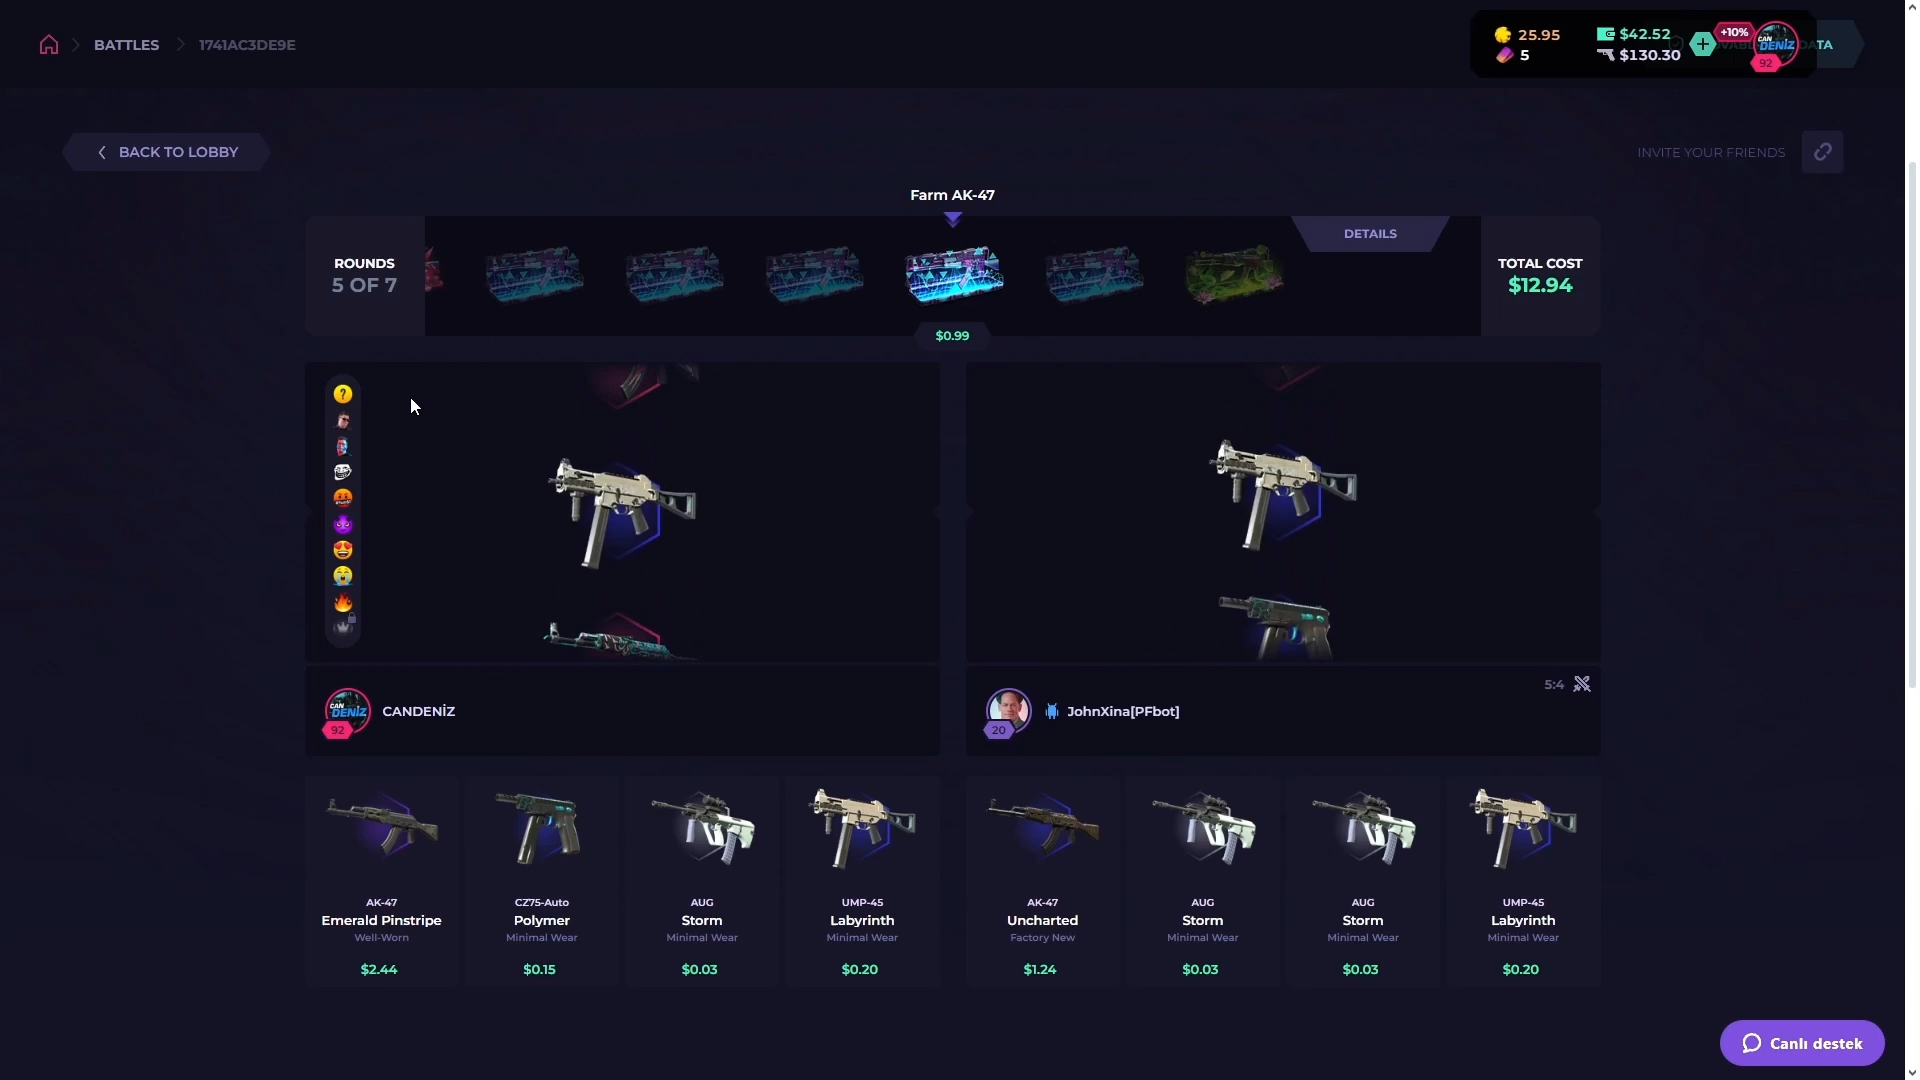 BATTLES
1741AC3DE9E
25.95
$42.52
+10%
5
$130.30
92
DATA
BACK TO LOBBY
INVITE YOUR FRIENDS
Farm AK-47
ROUNDS
5 OF 7
DETAILS
TOTAL COST
$12.94
$0.99
CANDENİZ
92
JohnXina[PFbot]
20
5:4
AK-47
Emerald Pinstripe
Well-Worn
$2.44
CZ75-Auto
Polymer
Minimal Wear
$0.15
AUG
Storm
Minimal Wear
$0.03
UMP-45
Labyrinth
Minimal Wear
$0.20
AK-47
Uncharted
Factory New
$1.24
AUG
Storm
Minimal Wear
$0.03
AUG
Storm
Minimal Wear
$0.03
UMP-45
Labyrinth
Minimal Wear
$0.20
Canlı destek